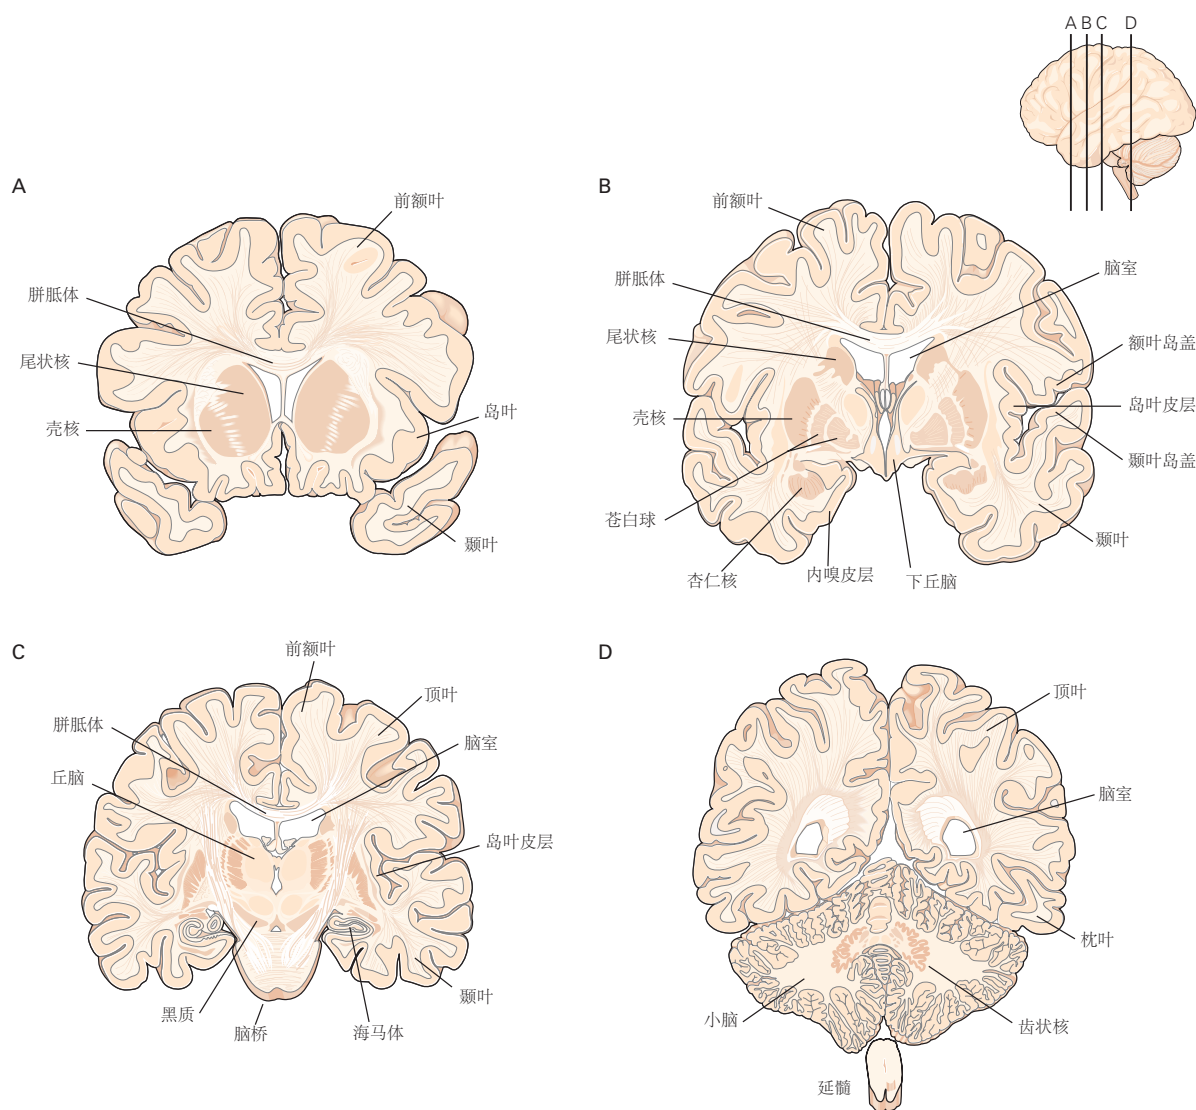 A B C D
A
前额叶
胼胝体
尾状核
壳核
岛叶
颞叶
B
前额叶
胼胝体
尾状核
壳核
苍白球
杏仁核
内嗅皮层
下丘脑
脑室
额叶岛盖
岛叶皮层
颞叶岛盖
颞叶
C
前额叶
顶叶
胼胝体
脑室
丘脑
岛叶皮层
黑质
脑桥
海马体
颞叶
D
顶叶
脑室
枕叶
小脑
齿状核
延髓